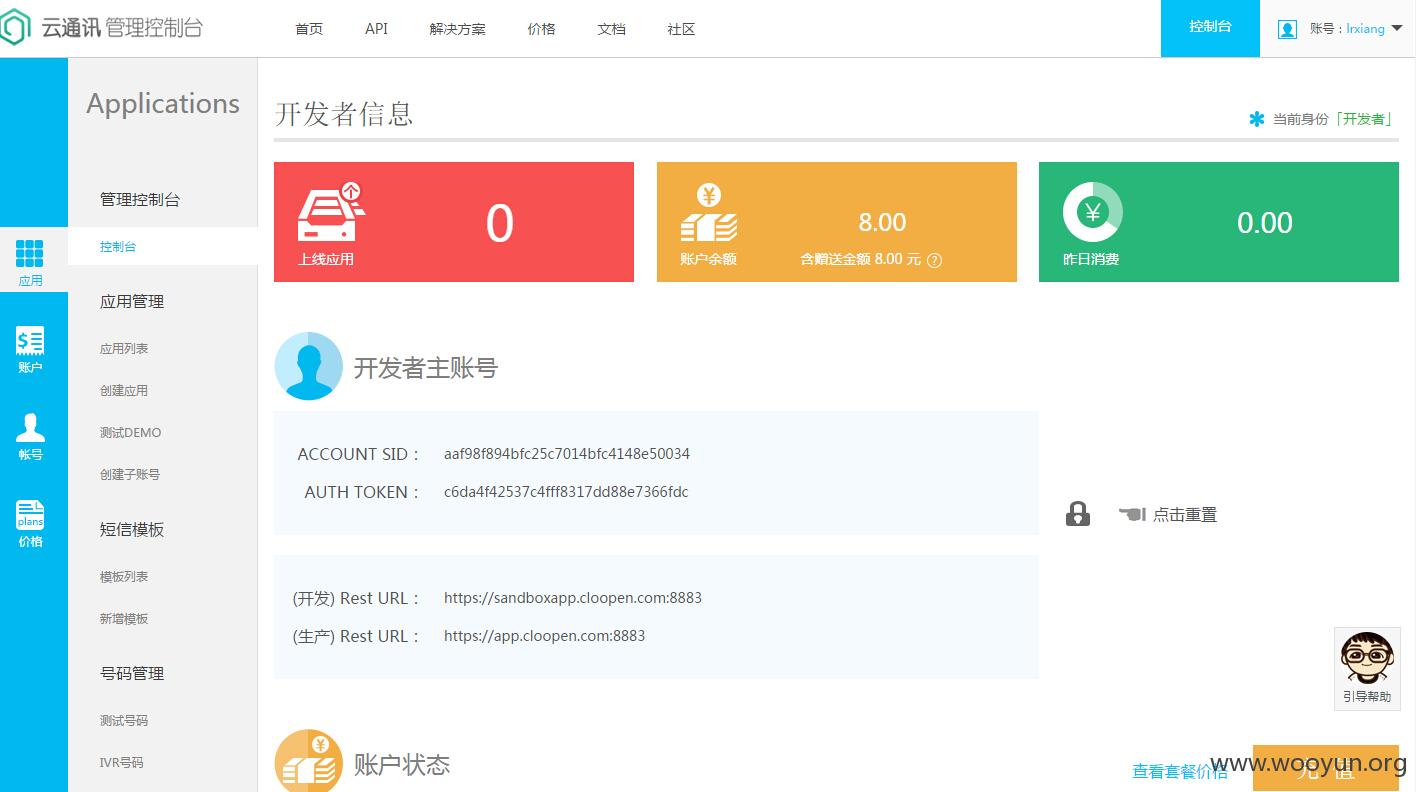 云通讯 管理控制台 首页 API 解决方案 价格 文档 社区 控制台 账号：lrxiang
Applications
管理控制台
控制台
应用管理
应用列表
创建应用
测试DEMO
创建子账号
短信模板
模板列表
新增模板
号码管理
测试号码
IVR号码
应用
账户
帐号
plans
价格
开发者信息
当前身份「开发者」
个
0
上线应用
¥
8.00
账户余额 含赠送金额 8.00 元 ?
¥
0.00
昨日消费
开发者主账号
ACCOUNT SID： aaf98f894bfc25c7014bfc4148e50034
AUTH TOKEN： c6da4f42537c4fff8317dd88e7366fdc
点击重置
(开发) Rest URL： https://sandboxapp.cloopen.com:8883
(生产) Rest URL： https://app.cloopen.com:8883
引导帮助
¥
账户状态
查看套餐价格
充 值
www.wooyun.org